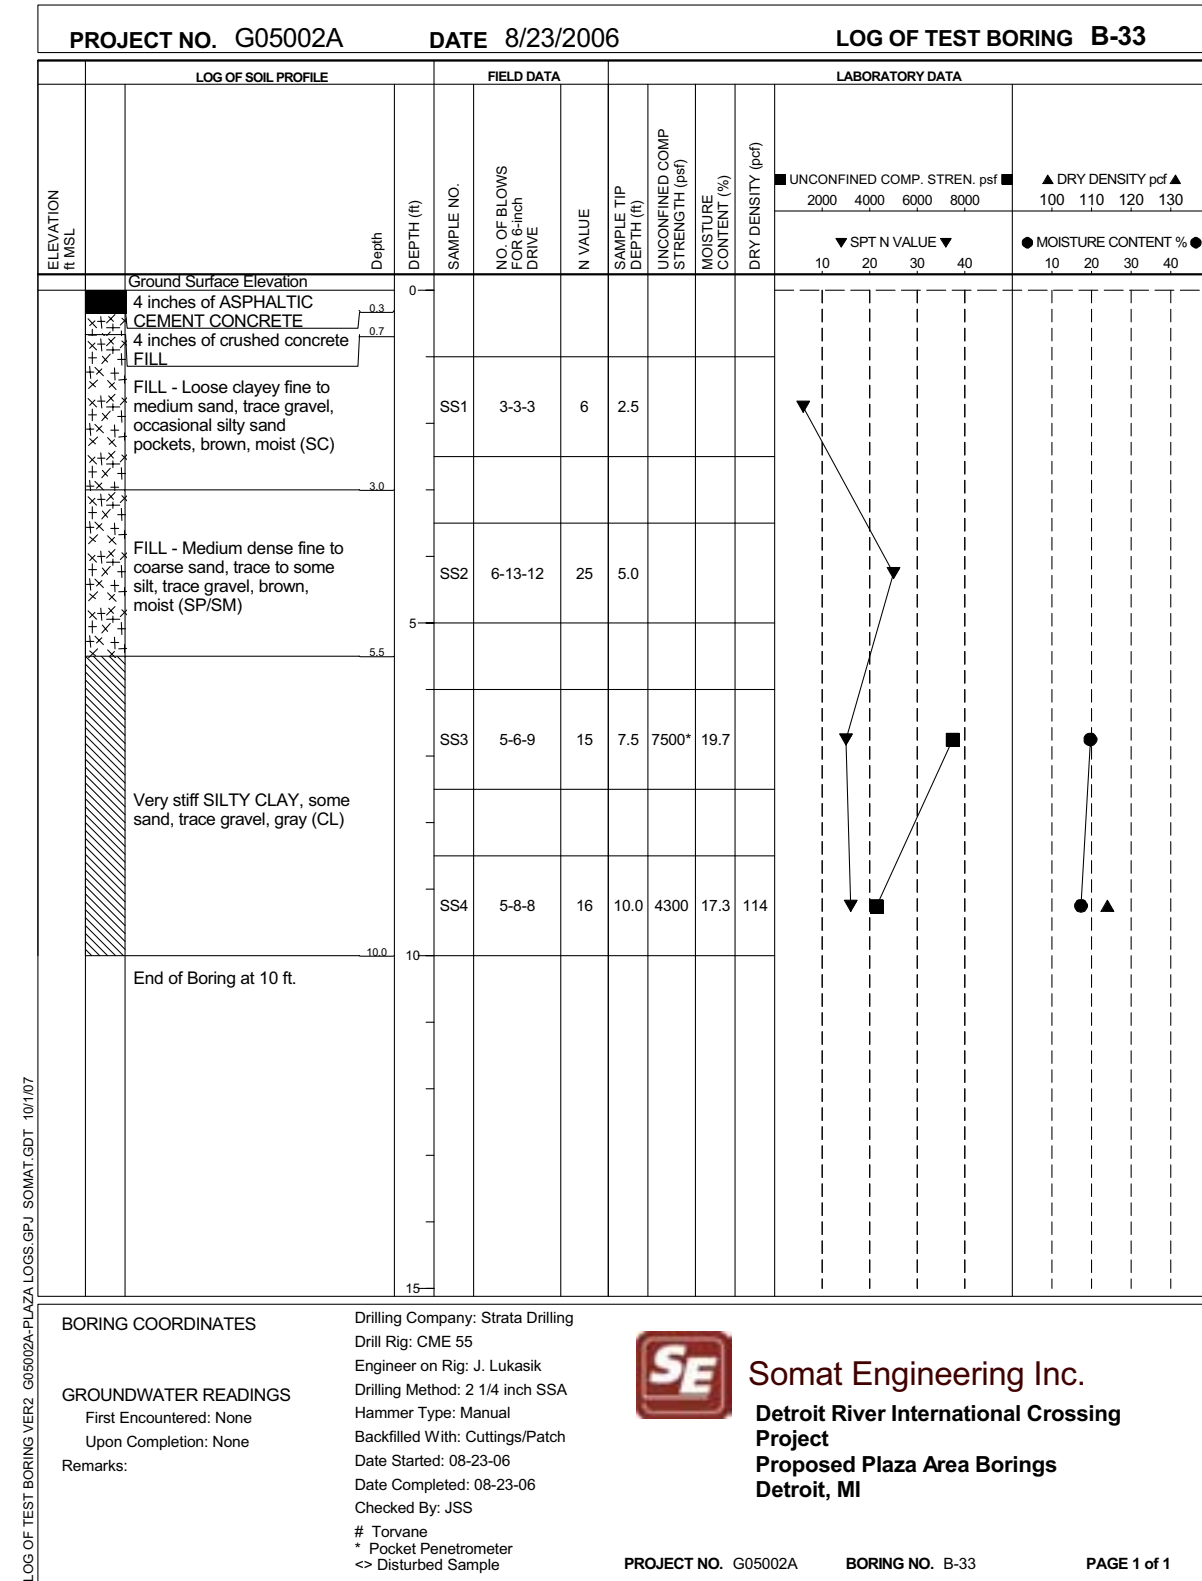 PROJECT NO. G05002A DATE 8/23/2006 LOG OF TEST BORING B-33
LOG OF SOIL PROFILE FIELD DATA LABORATORY DATA
ELEVATION
ft MSL
Depth
DEPTH (ft)
SAMPLE NO.
NO. OF BLOWS
FOR 6-inch
DRIVE
N VALUE
SAMPLE TIP
DEPTH (ft)
UNCONFINED COMP
STRENGTH (psf)
MOISTURE
CONTENT (%)
DRY DENSITY (pcf)
■ UNCONFINED COMP. STREN. psf ■
2000 4000 6000 8000
▼ SPT N VALUE ▼
10 20 30 40
▲ DRY DENSITY pcf ▲
100 110 120 130
● MOISTURE CONTENT % ●
10 20 30 40
Ground Surface Elevation
0
4 inches of ASPHALTIC
CEMENT CONCRETE
0.3
4 inches of crushed concrete
FILL
0.7
FILL - Loose clayey fine to
medium sand, trace gravel,
occasional silty sand
pockets, brown, moist (SC)
SS1 3-3-3 6 2.5
3.0
FILL - Medium dense fine to
coarse sand, trace to some
silt, trace gravel, brown,
moist (SP/SM)
SS2 6-13-12 25 5.0
5
5.5
SS3 5-6-9 15 7.5 7500* 19.7
Very stiff SILTY CLAY, some
sand, trace gravel, gray (CL)
SS4 5-8-8 16 10.0 4300 17.3 114
10.0
10
End of Boring at 10 ft.
15
LOG OF TEST BORING VER2 G05002A-PLAZA LOGS.GPJ SOMAT.GDT 10/1/07
BORING COORDINATES
GROUNDWATER READINGS
First Encountered: None
Upon Completion: None
Remarks:
Drilling Company: Strata Drilling
Drill Rig: CME 55
Engineer on Rig: J. Lukasik
Drilling Method: 2 1/4 inch SSA
Hammer Type: Manual
Backfilled With: Cuttings/Patch
Date Started: 08-23-06
Date Completed: 08-23-06
Checked By: JSS
# Torvane
* Pocket Penetrometer
<> Disturbed Sample
SE
Somat Engineering Inc.
Detroit River International Crossing
Project
Proposed Plaza Area Borings
Detroit, MI
PROJECT NO. G05002A BORING NO. B-33 PAGE 1 of 1